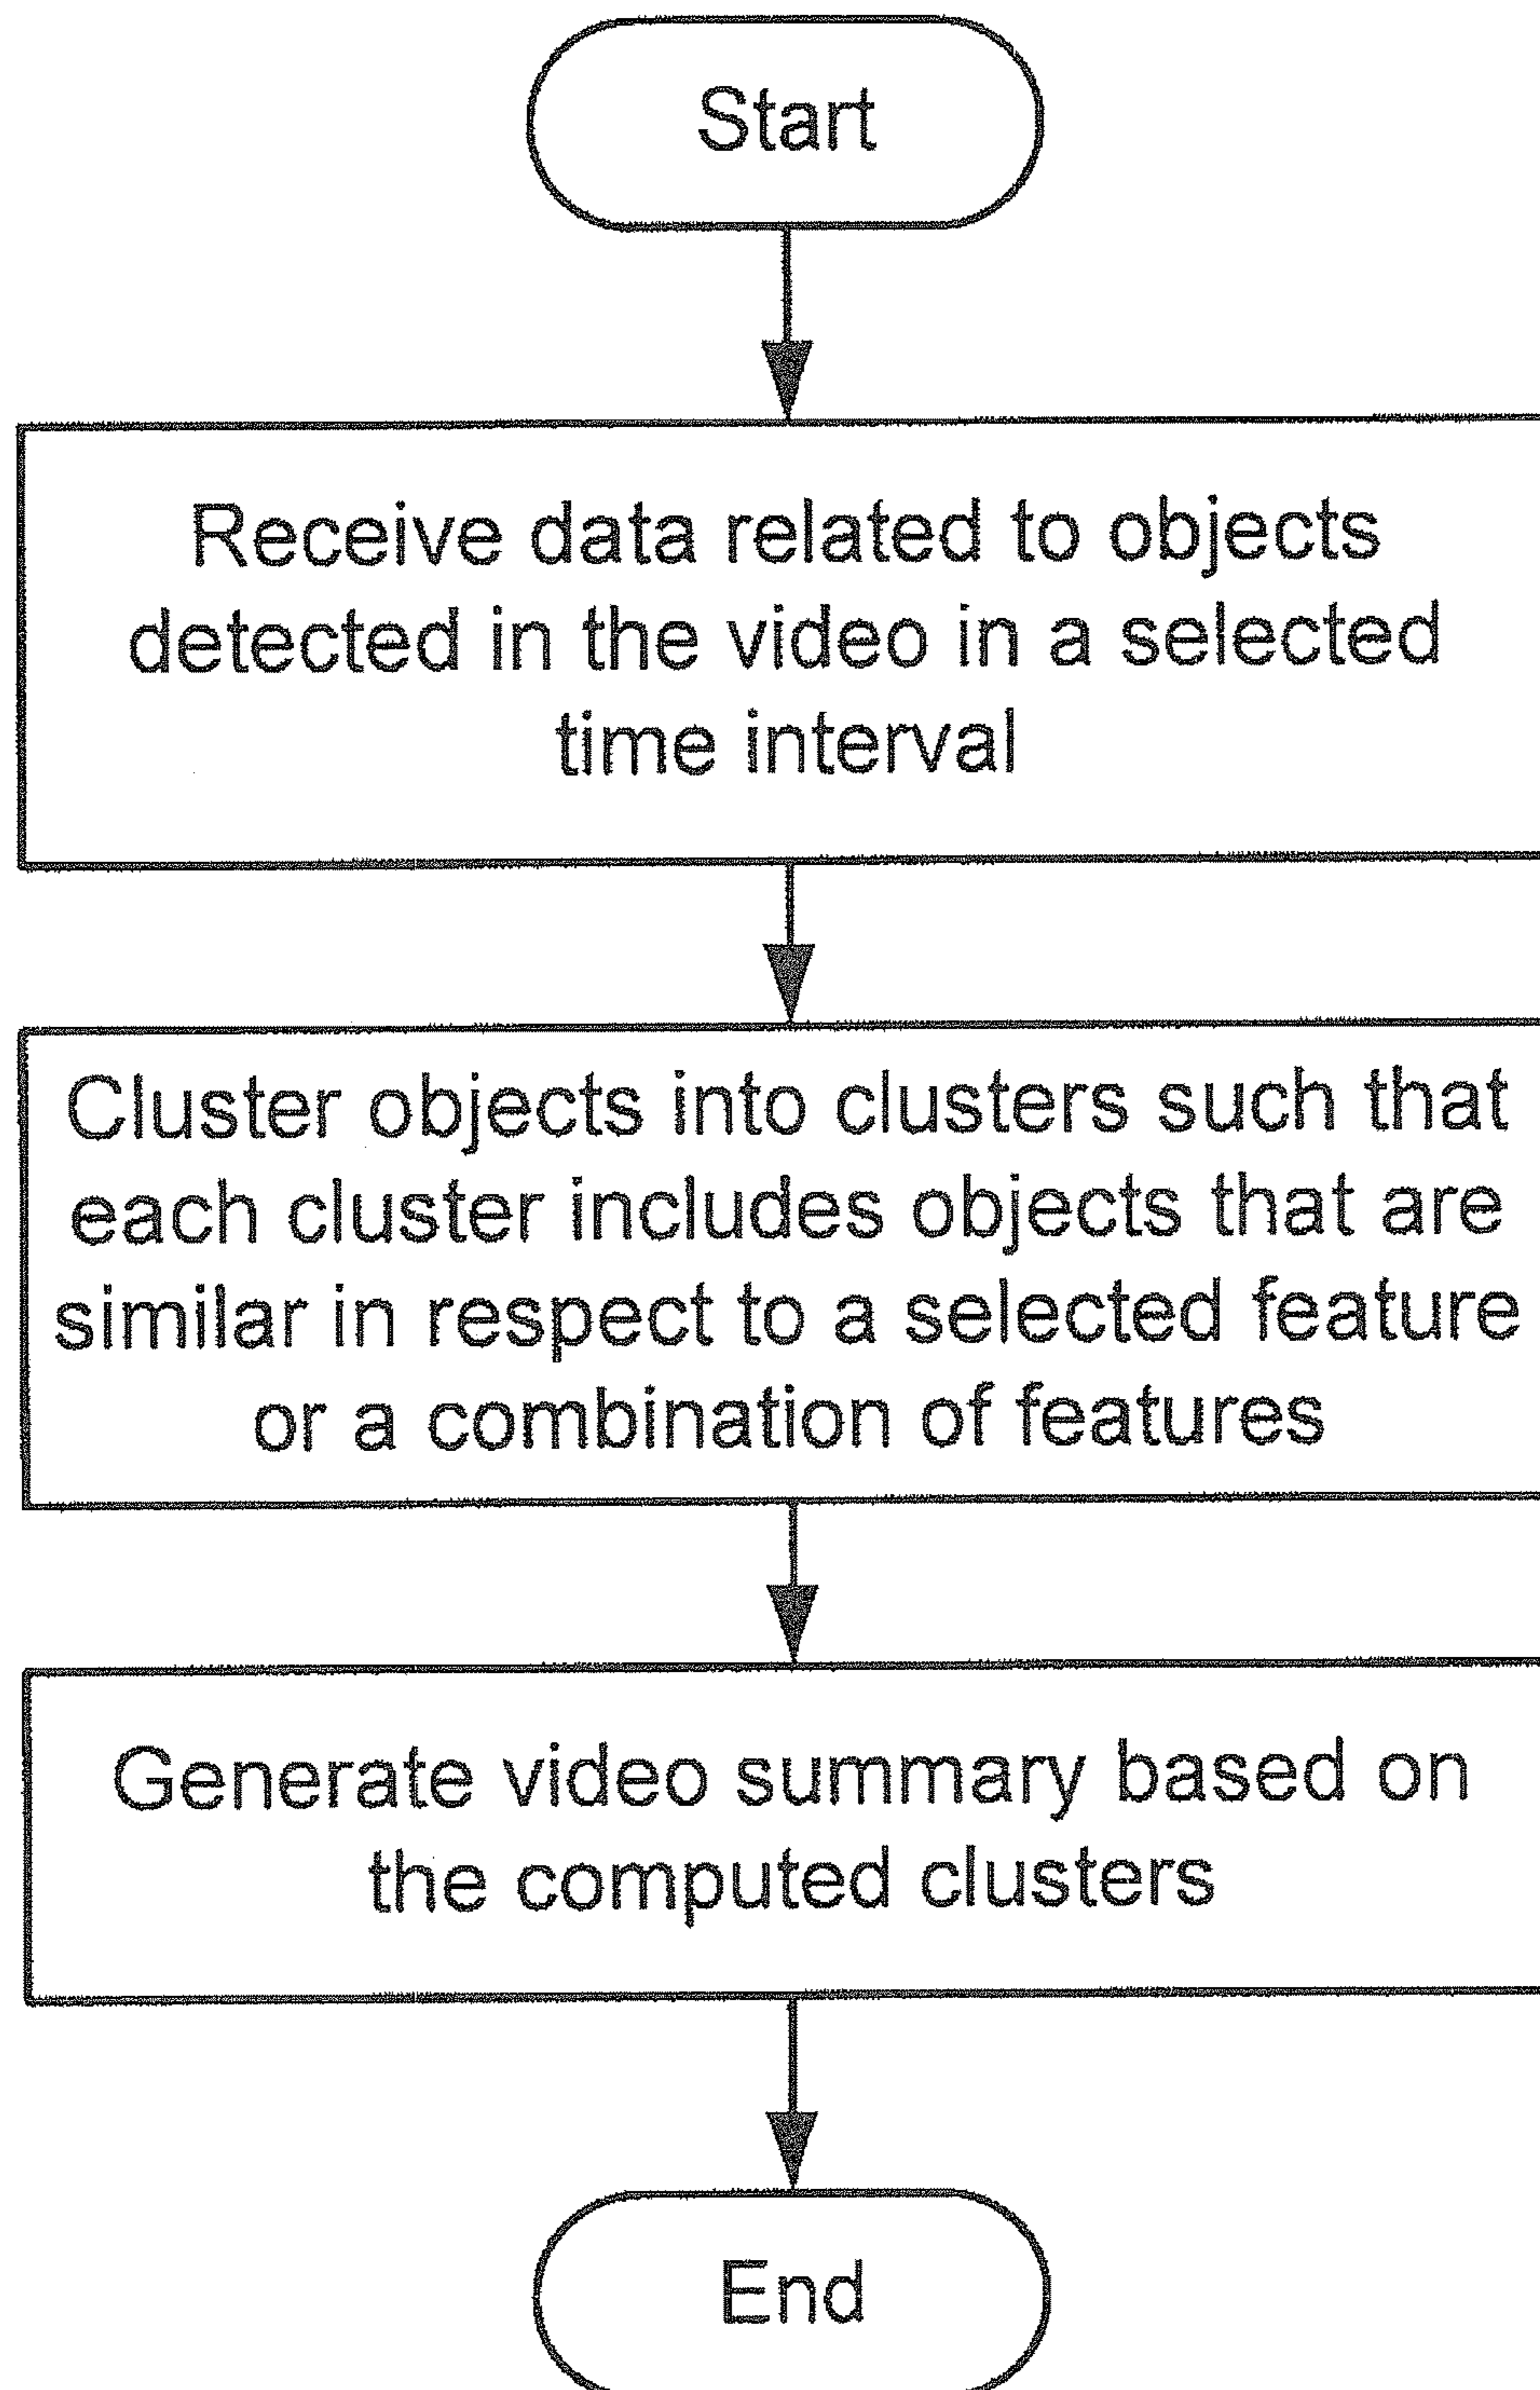 Start
Receive data related to objects
detected in the video in a selected
time interval
Cluster objects into clusters such that
each cluster includes objects that are
similar in respect to a selected feature
or a combination of features
Generate video summary based on
the computed clusters
End